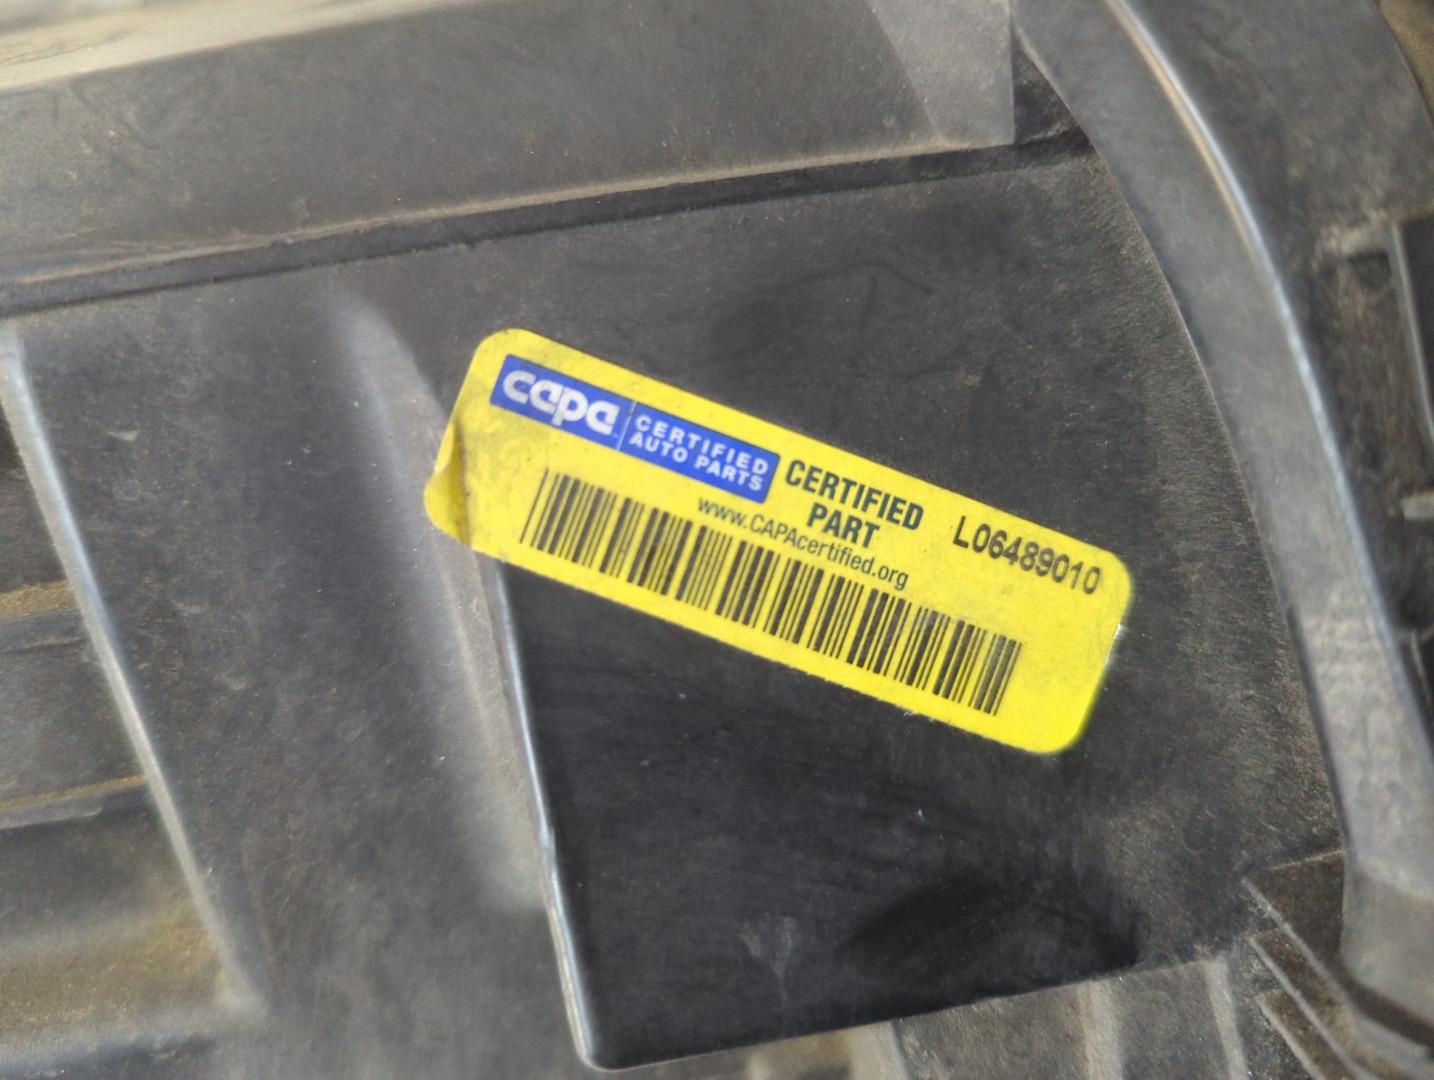 capa
CERTIFIED
AUTO PARTS
CERTIFIED
PART
www.CAPAcertified.org
L06489010